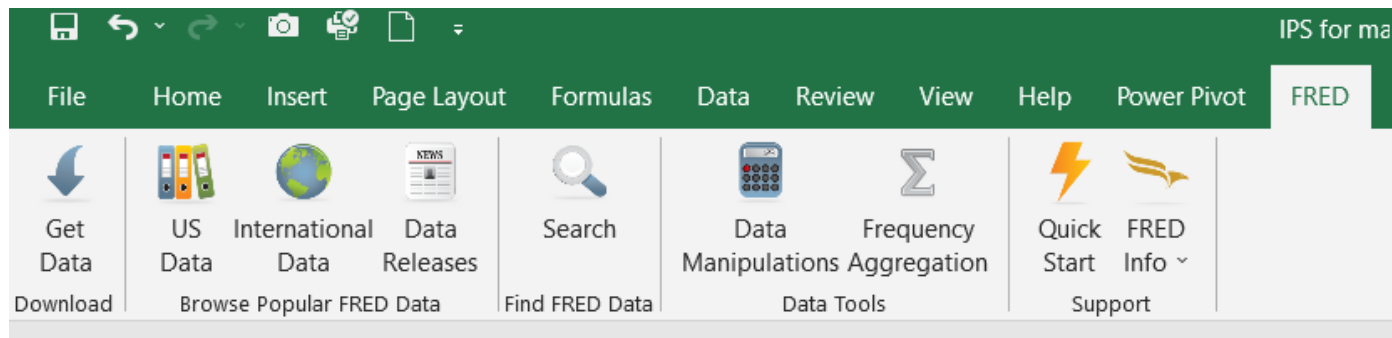 IPS for ma
File Home Insert Page Layout Formulas Data Review View Help Power Pivot FRED
NEWS
Get US International Data Search Data Frequency Quick FRED
Data Data Data Releases Manipulations Aggregation Start Info
Download Browse Popular FRED Data Find FRED Data Data Tools Support